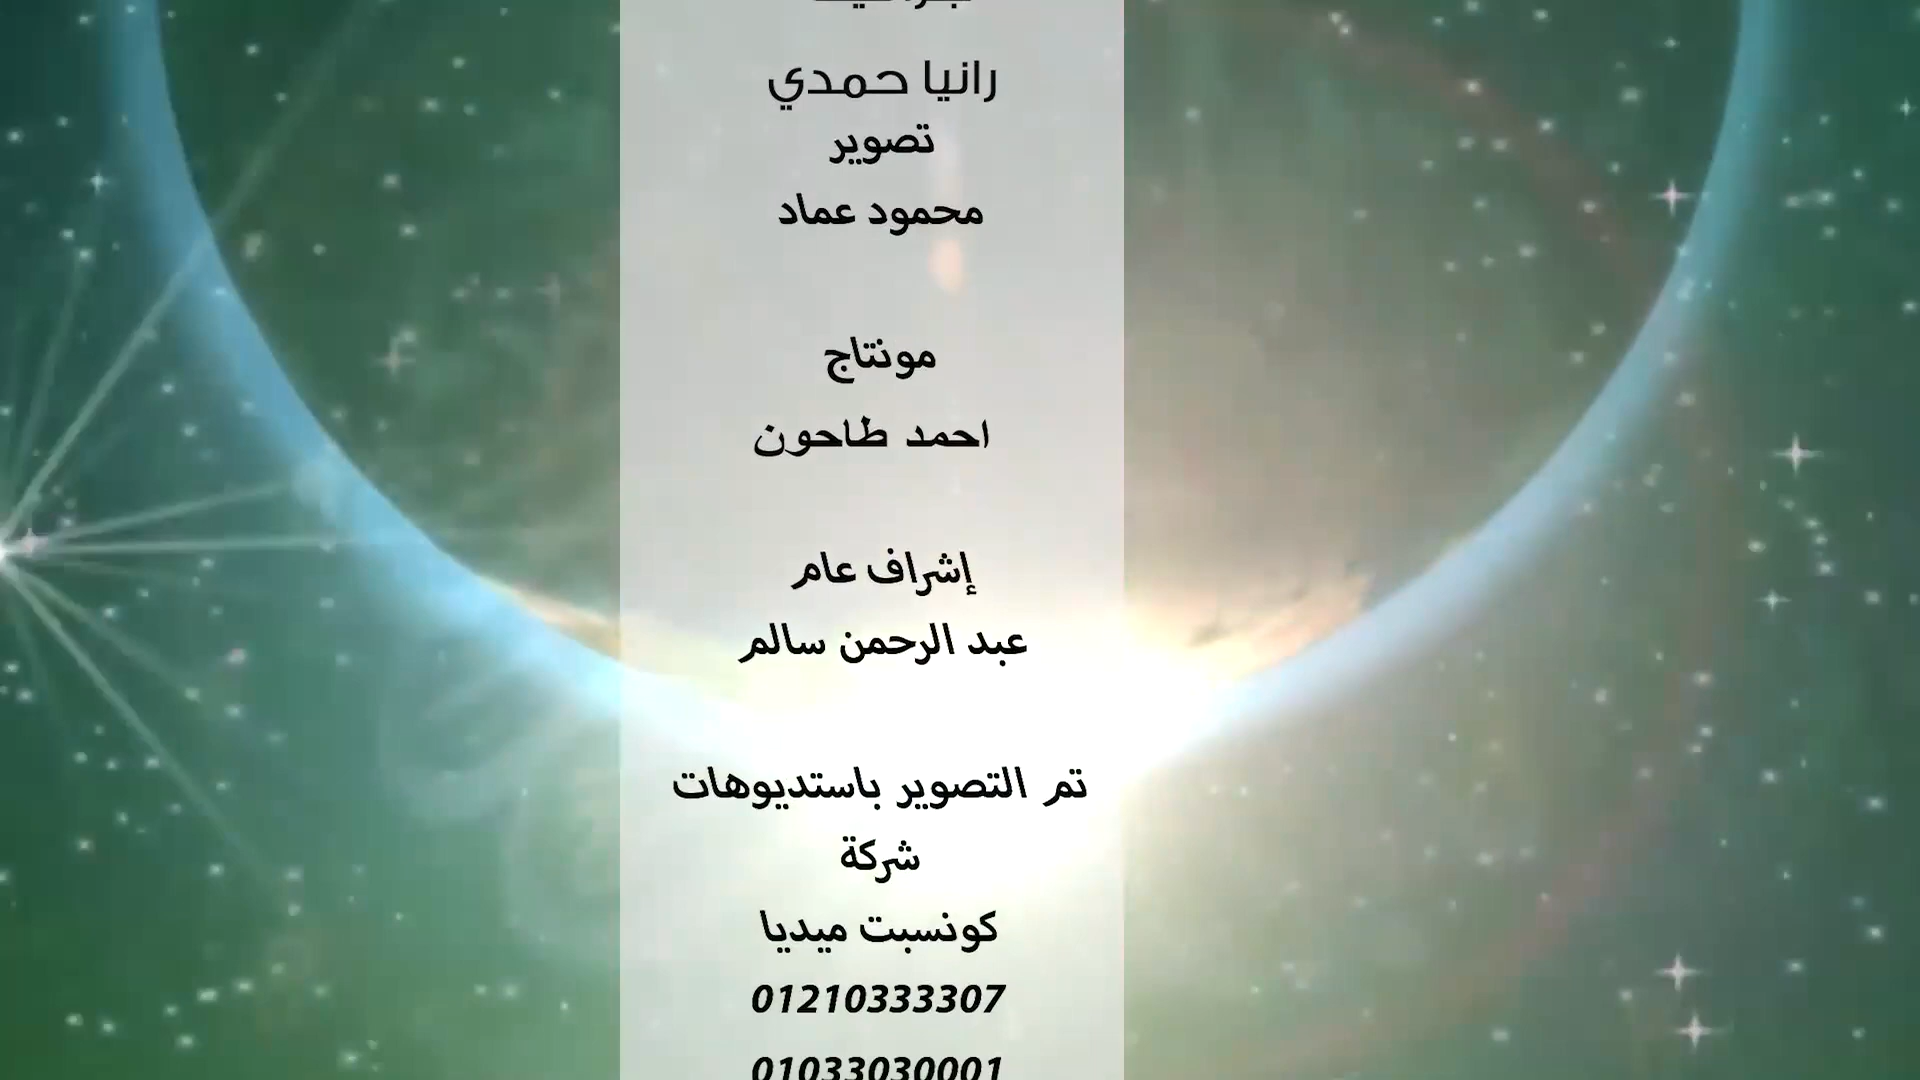 رانيا حمدي
تصوير
محمود عماد
مونتاج
احمد طاحون
إشراف عام
عبد الرحمن سالم
تم التصوير باستديوهات
شركة
كونسبت ميديا
01210333307
01033030001